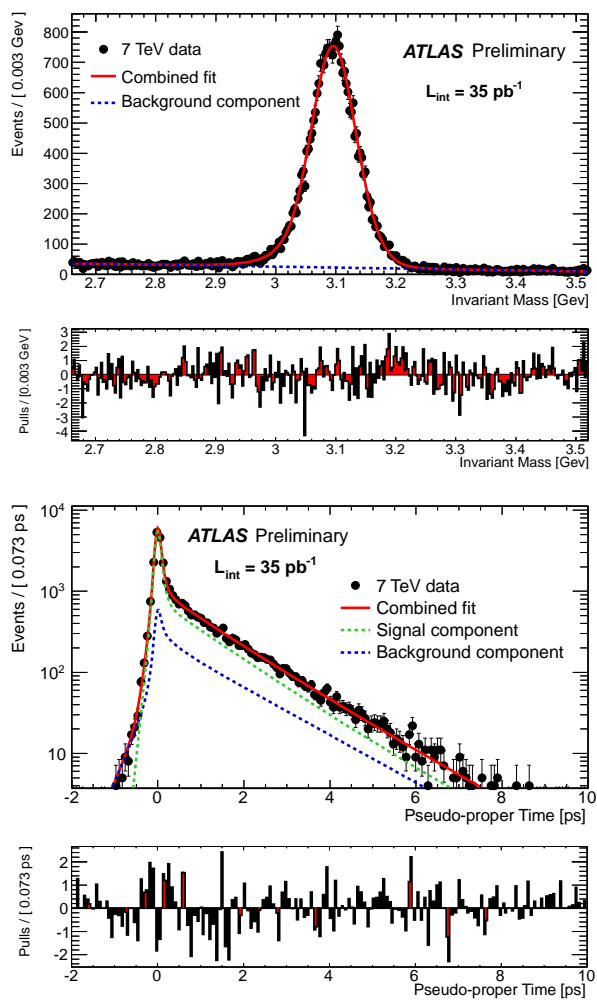 Events / [ 0.003 GeV ]
800
700
600
500
400
300
200
100
0
7 TeV data
Combined fit
Background component
ATLAS Preliminary
L_int = 35 pb^-1
2.7 2.8 2.9 3 3.1 3.2 3.3 3.4 3.5
Invariant Mass [Gev]
Pulls / [0.003 GeV ]
3
2
1
0
-1
-2
-3
-4
2.7 2.8 2.9 3 3.1 3.2 3.3 3.4 3.5
Invariant Mass [Gev]
Events / [ 0.073 ps ]
10^4
10^3
10^2
10
ATLAS Preliminary
L_int = 35 pb^-1
7 TeV data
Combined fit
Signal component
Background component
-2 0 2 4 6 8 10
Pseudo-proper Time [ps]
Pulls / [ 0.073 ps ]
2
1
0
-1
-2
-2 0 2 4 6 8 10
Pseudo-proper Time [ps]